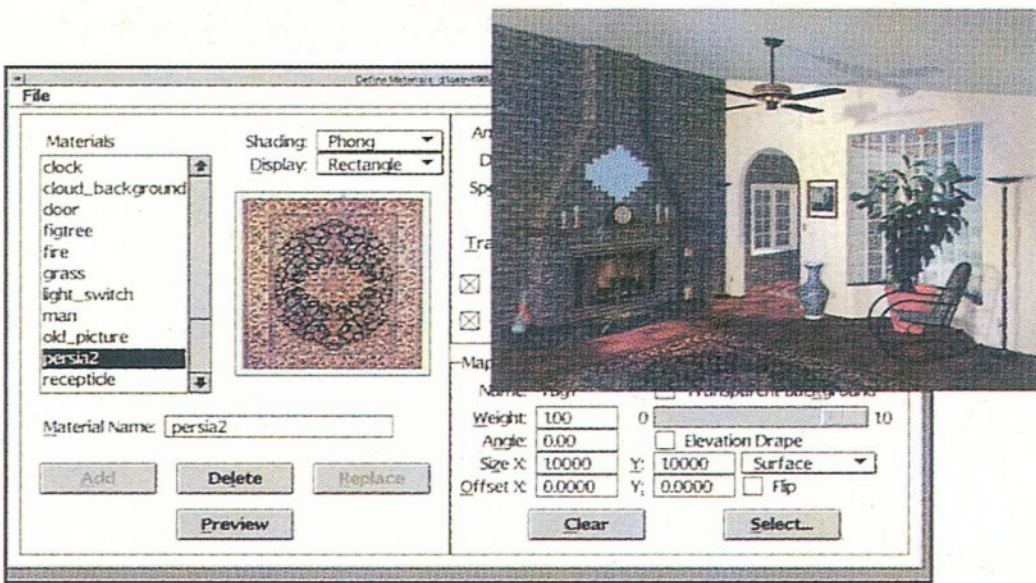 Define Materials:
File
Materials
Shading: Phong
Display: Rectangle
clock
cloud_background
door
figtree
fire
grass
light_switch
man
old_picture
persia2
recepticle
Material Name: persia2
Add Delete Replace
Preview
Map
Name:
Weight: 1.00 0 1.0
Angle: 0.00 Elevation Drape
Size X: 1.0000 Y: 1.0000 Surface
Offset X: 0.0000 Y: 0.0000 Flip
Clear Select...